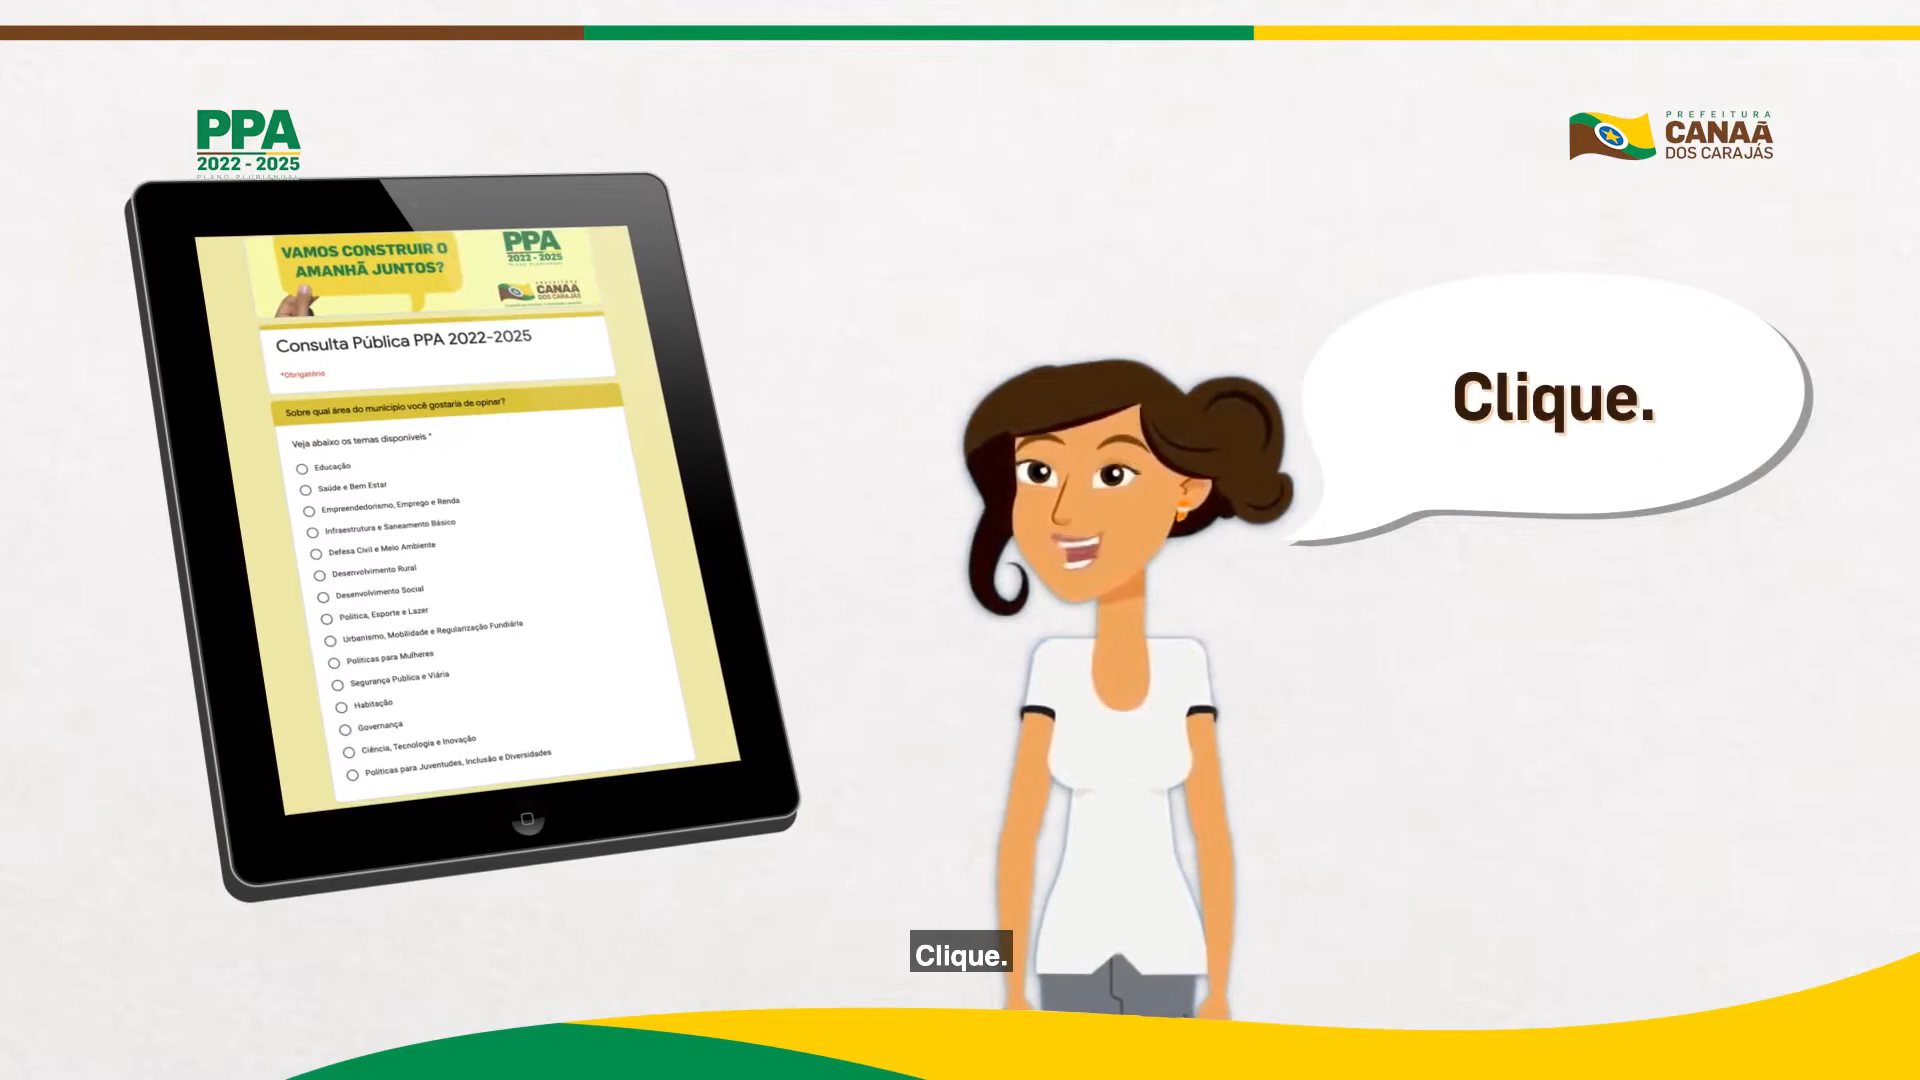 PPA
2022 - 2025
PLANO PLURIANUAL
PREFEITURA
CANAÃ
DOS CARAJÁS
VAMOS CONSTRUIR O
AMANHÃ JUNTOS?
PPA
2022 - 2025
PLANO PLURIANUAL
PREFEITURA
CANAÃ
DOS CARAJÁS
Consulta Pública PPA 2022-2025
*Obrigatório
Sobre qual área do município você gostaria de opinar?
Veja abaixo os temas disponíveis *
Educação
Saúde e Bem Estar
Empreendedorismo, Emprego e Renda
Infraestrutura e Saneamento Básico
Defesa Civil e Meio Ambiente
Desenvolvimento Rural
Desenvolvimento Social
Política, Esporte e Lazer
Urbanismo, Mobilidade e Regularização Fundiária
Políticas para Mulheres
Segurança Publica e Viária
Habitação
Governança
Ciência, Tecnologia e Inovação
Políticas para Juventudes, Inclusão e Diversidades
Clique.
Clique.